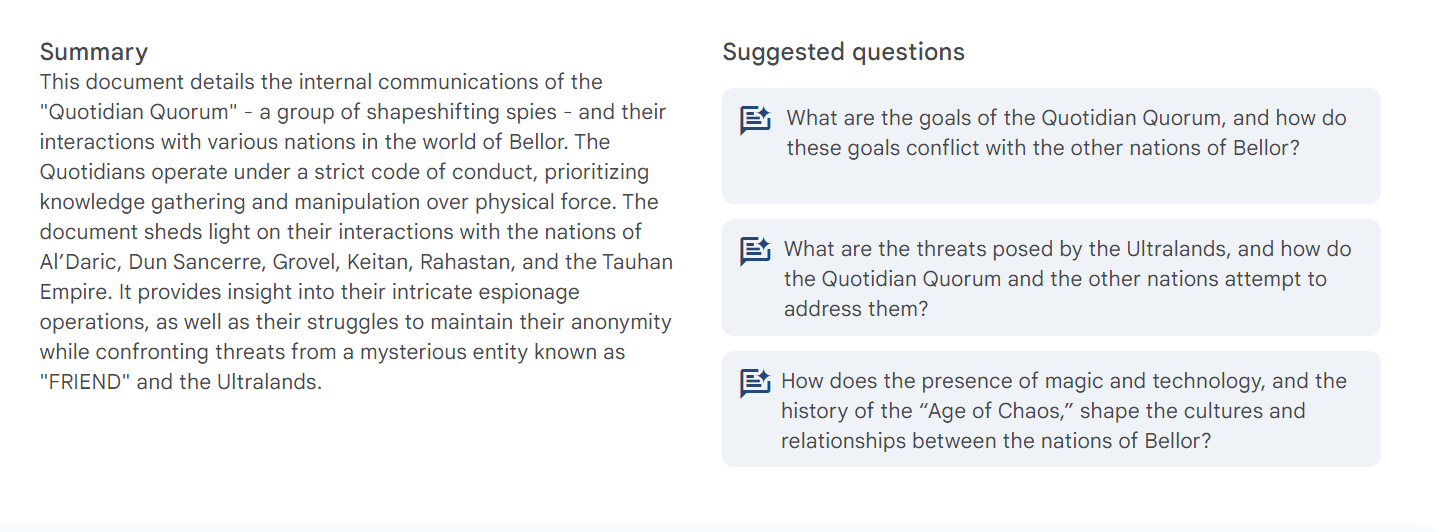 Summary
This document details the internal communications of the
"Quotidian Quorum" - a group of shapeshifting spies - and their
interactions with various nations in the world of Bellor. The
Quotidians operate under a strict code of conduct, prioritizing
knowledge gathering and manipulation over physical force. The
document sheds light on their interactions with the nations of
Al’Daric, Dun Sancerre, Grovel, Keitan, Rahastan, and the Tauhan
Empire. It provides insight into their intricate espionage
operations, as well as their struggles to maintain their anonymity
while confronting threats from a mysterious entity known as
"FRIEND" and the Ultralands.
Suggested questions
What are the goals of the Quotidian Quorum, and how do
these goals conflict with the other nations of Bellor?
What are the threats posed by the Ultralands, and how do
the Quotidian Quorum and the other nations attempt to
address them?
How does the presence of magic and technology, and the
history of the “Age of Chaos,” shape the cultures and
relationships between the nations of Bellor?